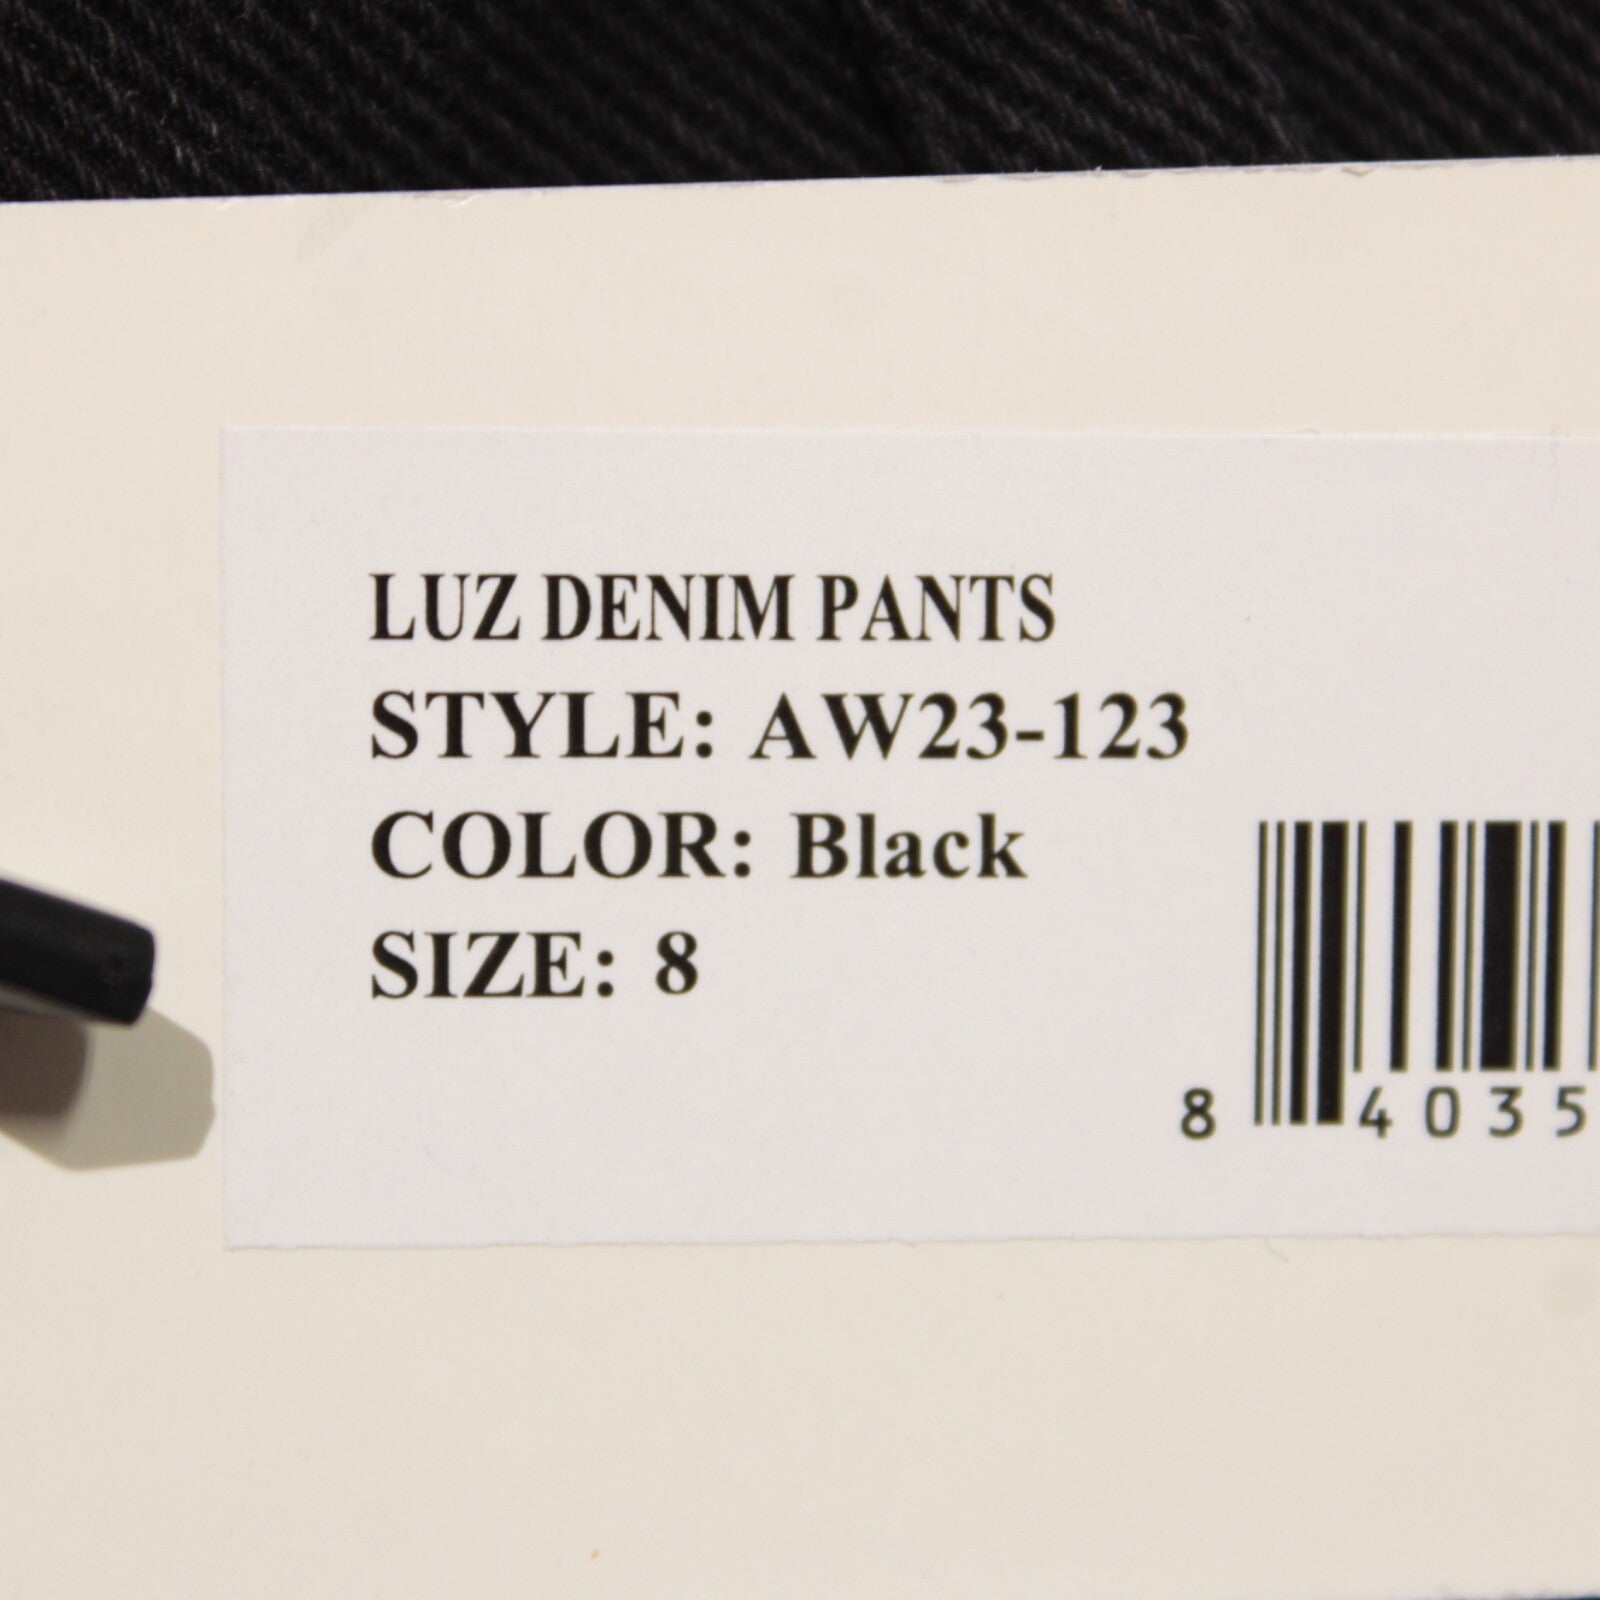 LUZ DENIM PANTS
STYLE: AW23-123
COLOR: Black
SIZE: 8
8 4035